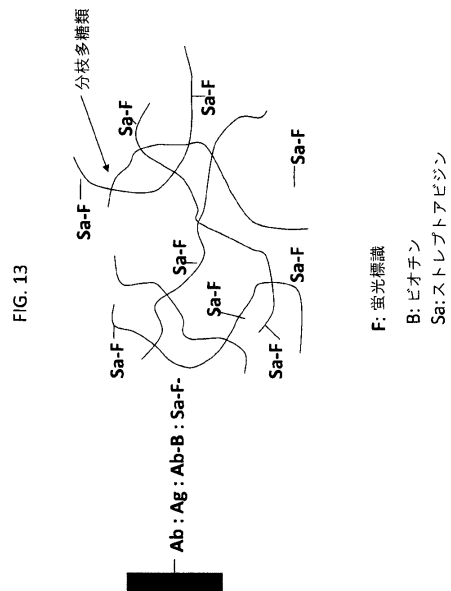 FIG. 13
分枝多糖類
Sa-F
Sa-F
Sa-F
Sa-F
Sa-F
Sa-F
Sa-F
Sa-F
Sa-F
Ab : Ag : Ab-B : Sa-F-
F: 蛍光標識
B: ビオチン
Sa: ストレプトアビジン